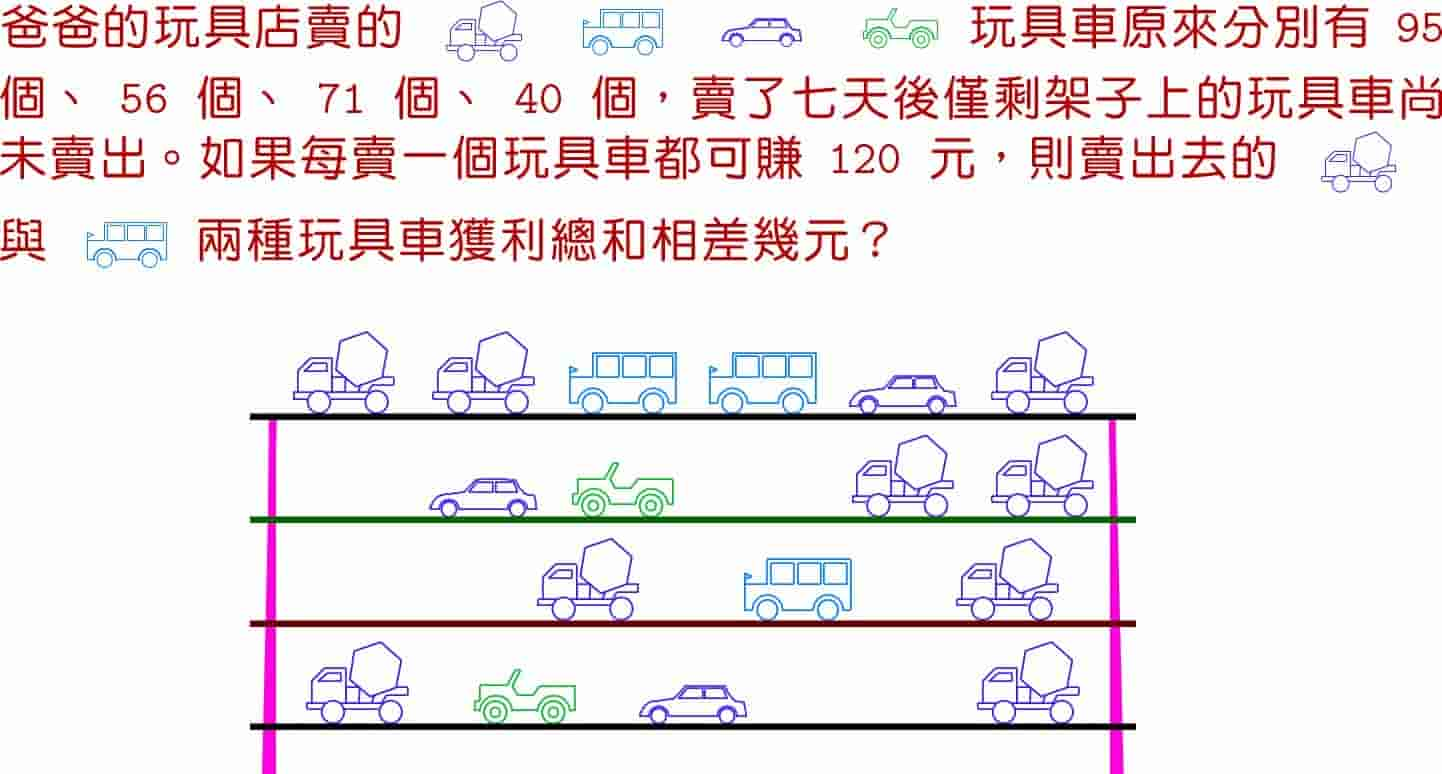 爸爸的玩具店賣的 玩具車原來分別有 95
個、 56 個、 71 個、 40 個，賣了七天後僅剩架子上的玩具車尚
未賣出。如果每賣一個玩具車都可賺 120 元，則賣出去的
與 兩種玩具車獲利總和相差幾元？